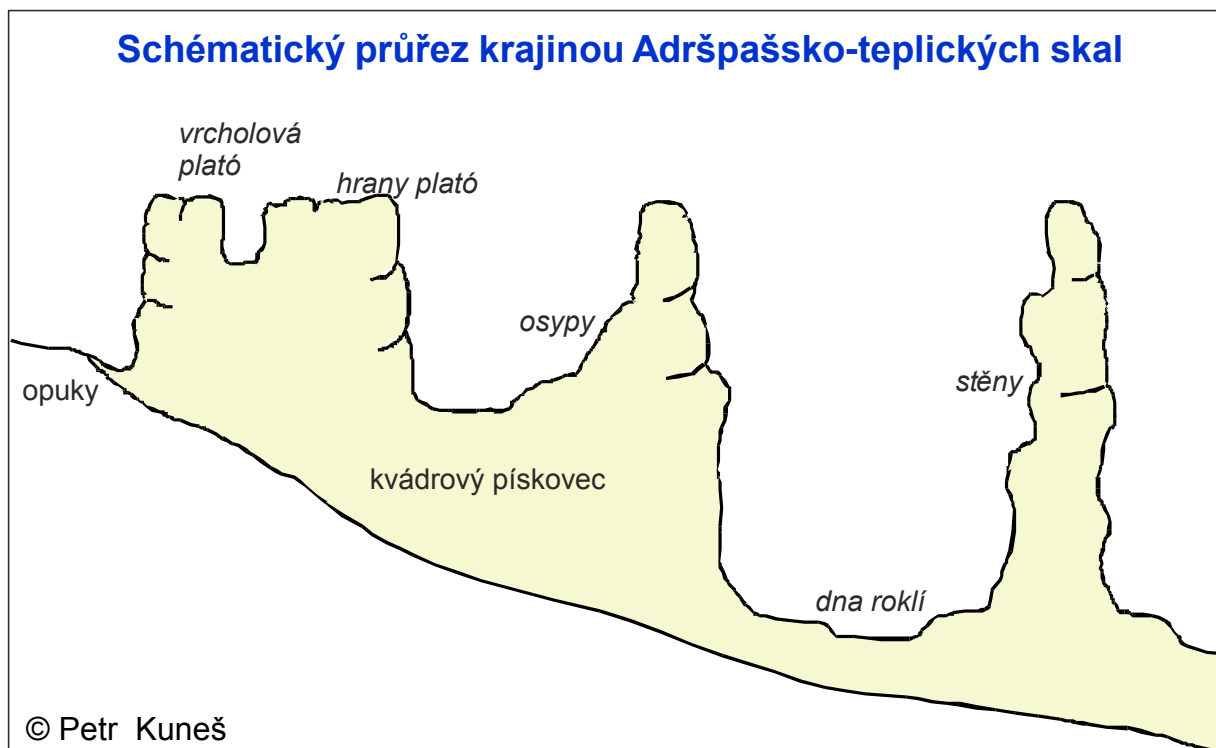 Schématický průřez krajinou Adršpašsko-teplických skal
vrcholová
plató
hrany plató
osypy
opuky
stěny
kvádrový pískovec
dna roklí
© Petr Kuneš